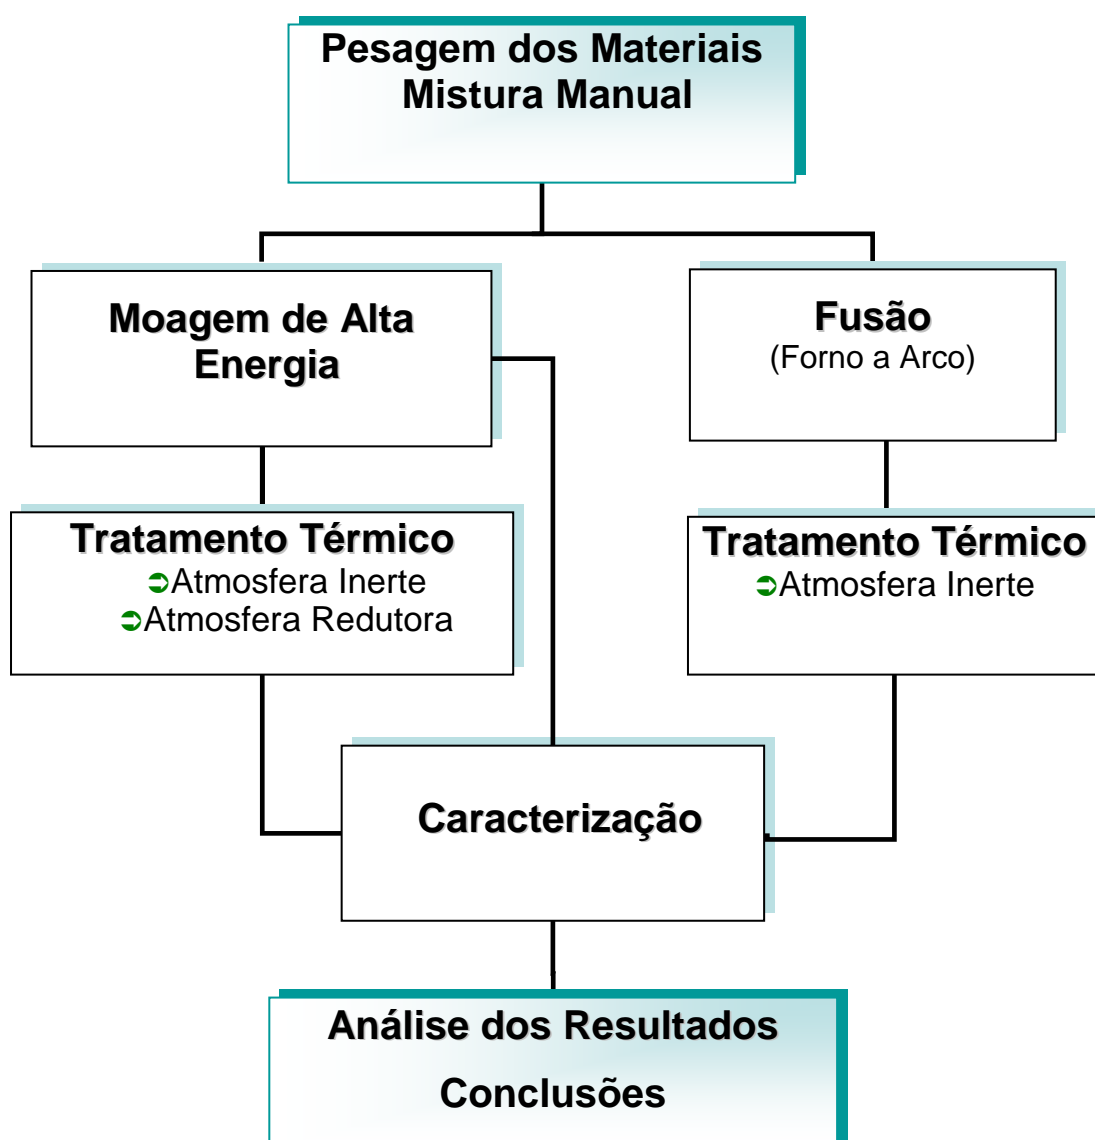 Pesagem dos Materiais
Mistura Manual
Moagem de Alta
Energia
Fusão
(Forno a Arco)
Tratamento Térmico
➲Atmosfera Inerte
➲Atmosfera Redutora
Tratamento Térmico
➲Atmosfera Inerte
Caracterização
Análise dos Resultados
Conclusões